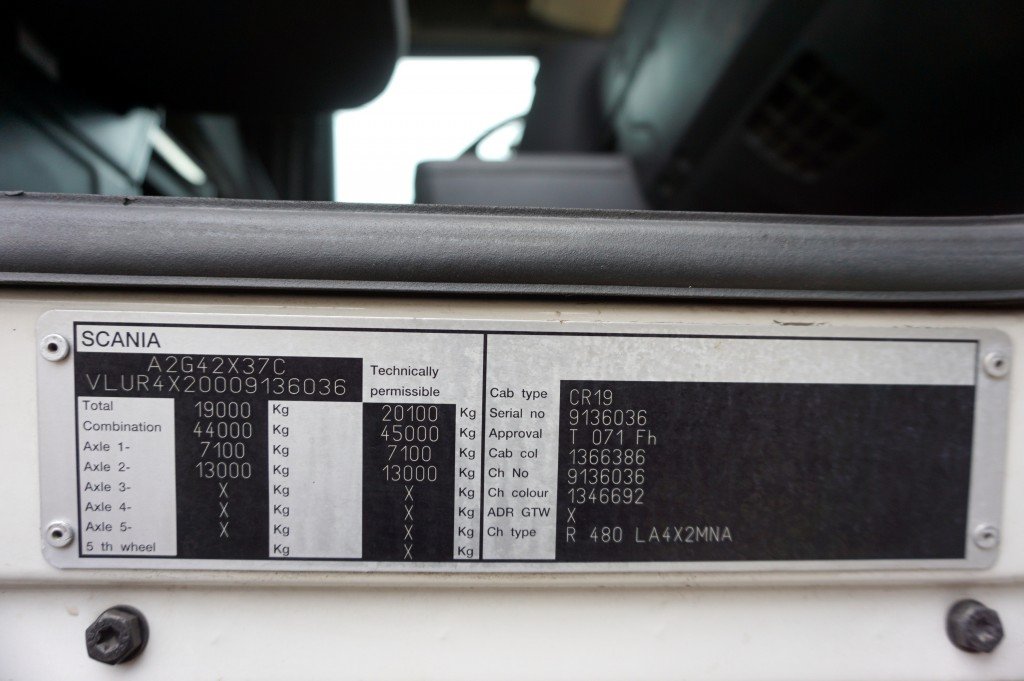 SCANIA
A2G42X37C
VLUR4X20009136036
Technically
permissible
Total 19000 Kg 20100 Kg
Combination 44000 Kg 45000 Kg
Axle 1- 7100 Kg 7100 Kg
Axle 2- 13000 Kg 13000 Kg
Axle 3- X Kg X Kg
Axle 4- X Kg X Kg
Axle 5- X Kg X Kg
5 th wheel Kg X Kg
Cab type CR19
Serial no 9136036
Approval T 071 Fh
Cab col 1366386
Ch No 9136036
Ch colour 1346692
ADR GTW X
Ch type R 480 LA4X2MNA